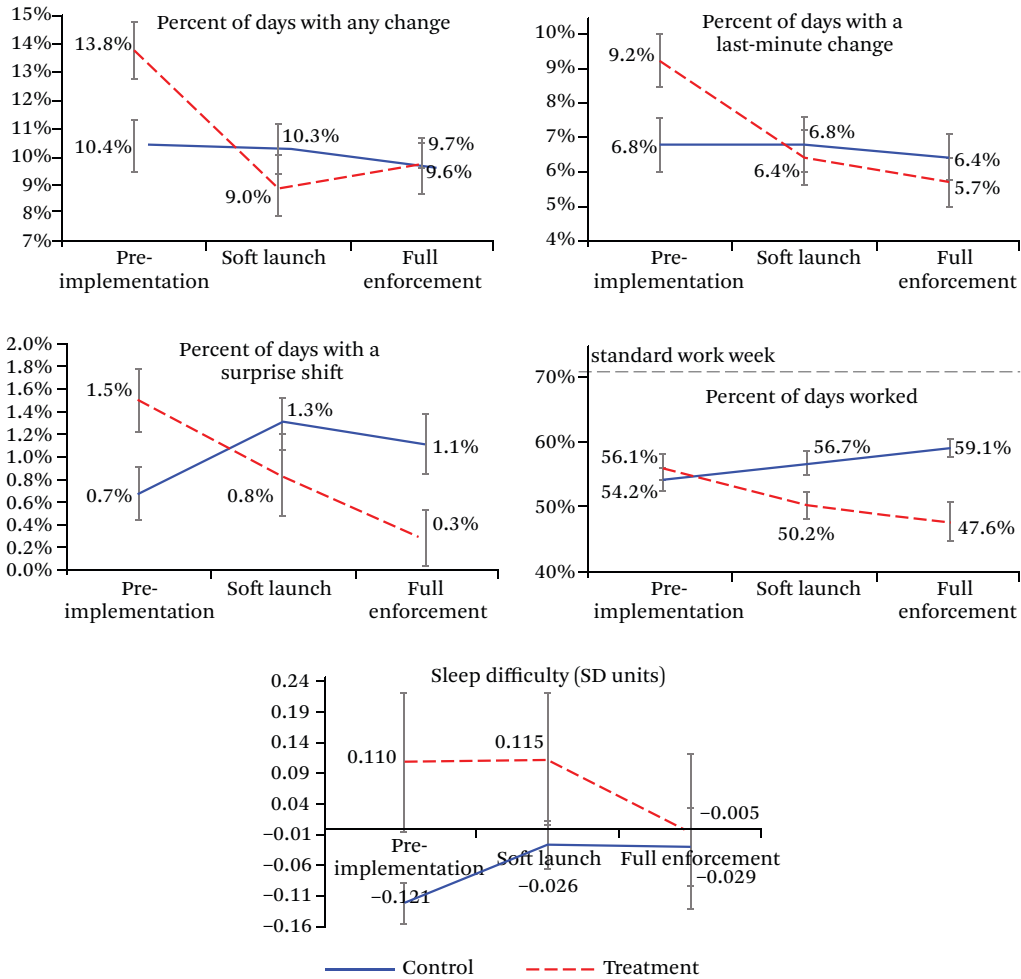 Percent of days with any change
15%
14%
13%
12%
11%
10%
9%
8%
7%
13.8%
10.4%
10.3%
9.0%
9.7%
9.6%
Pre-
implementation
Soft launch
Full
enforcement
Percent of days with a
last-minute change
10%
9%
8%
7%
6%
5%
4%
9.2%
6.8%
6.8%
6.4%
6.4%
5.7%
Pre-
implementation
Soft launch
Full
enforcement
Percent of days with a
surprise shift
2.0%
1.8%
1.6%
1.4%
1.2%
1.0%
0.8%
0.6%
0.4%
0.2%
0.0%
1.5%
0.7%
1.3%
0.8%
1.1%
0.3%
Pre-
implementation
Soft launch
Full
enforcement
standard work week
Percent of days worked
70%
60%
50%
40%
56.1%
54.2%
56.7%
50.2%
59.1%
47.6%
Pre-
implementation
Soft launch
Full
enforcement
Sleep difficulty (SD units)
0.24
0.19
0.14
0.09
0.04
−0.01
−0.06
−0.11
−0.16
0.110
0.115
−0.005
−0.121
−0.026
−0.029
Pre-
implementation
Soft launch
Full enforcement
Control
Treatment